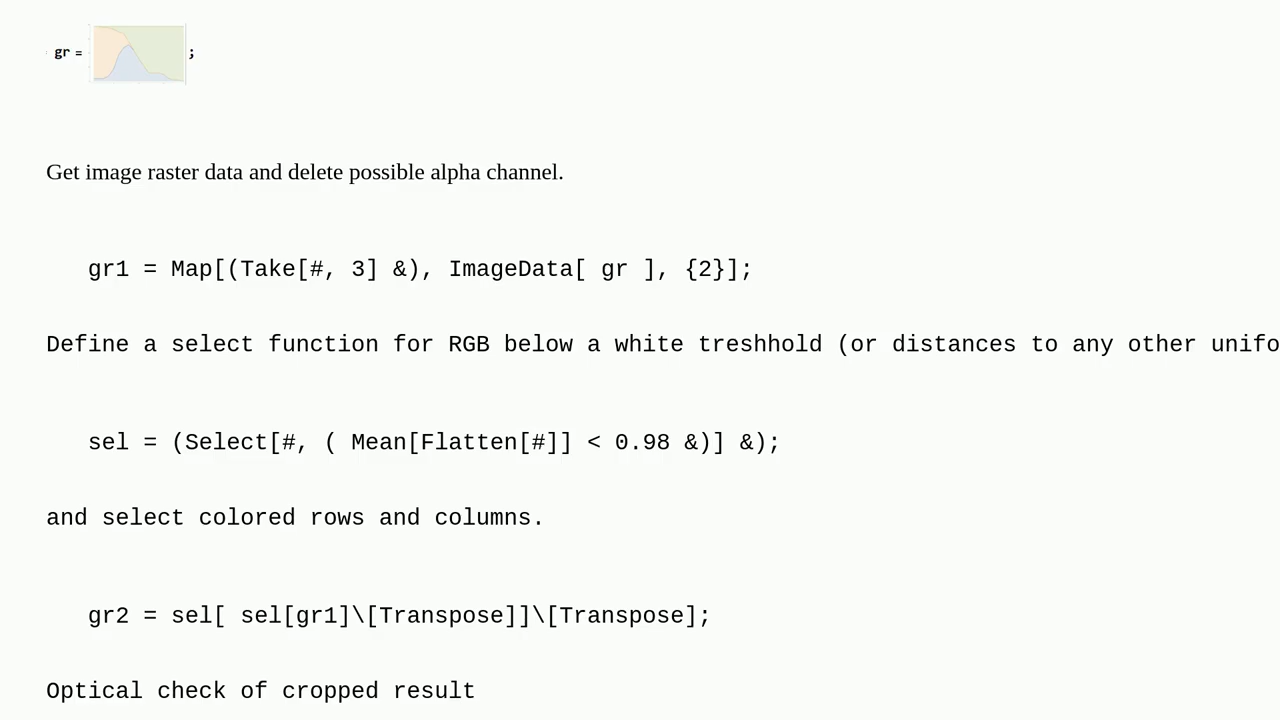 gr = ;
Get image raster data and delete possible alpha channel.
gr1 = Map[(Take[#, 3] &), ImageData[ gr ], {2}];
Define a select function for RGB below a white treshhold (or distances to any other unifo
sel = (Select[#, ( Mean[Flatten[#]] < 0.98 &)] &);
and select colored rows and columns.
gr2 = sel[ sel[gr1]\[Transpose]]\[Transpose];
Optical check of cropped result